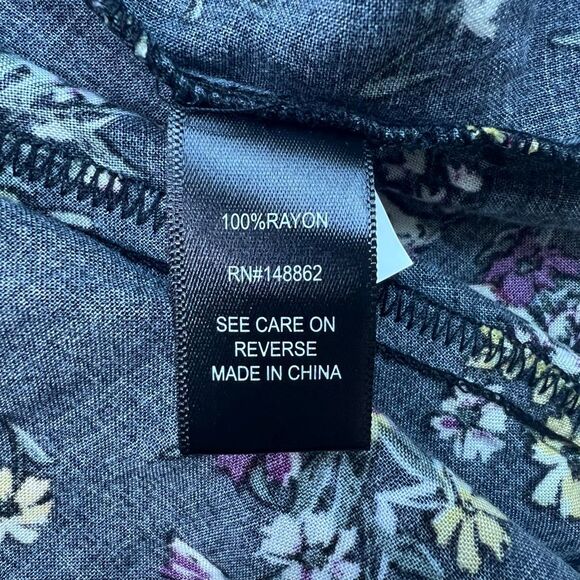 100%RAYON
RN#148862
SEE CARE ON
REVERSE
MADE IN CHINA